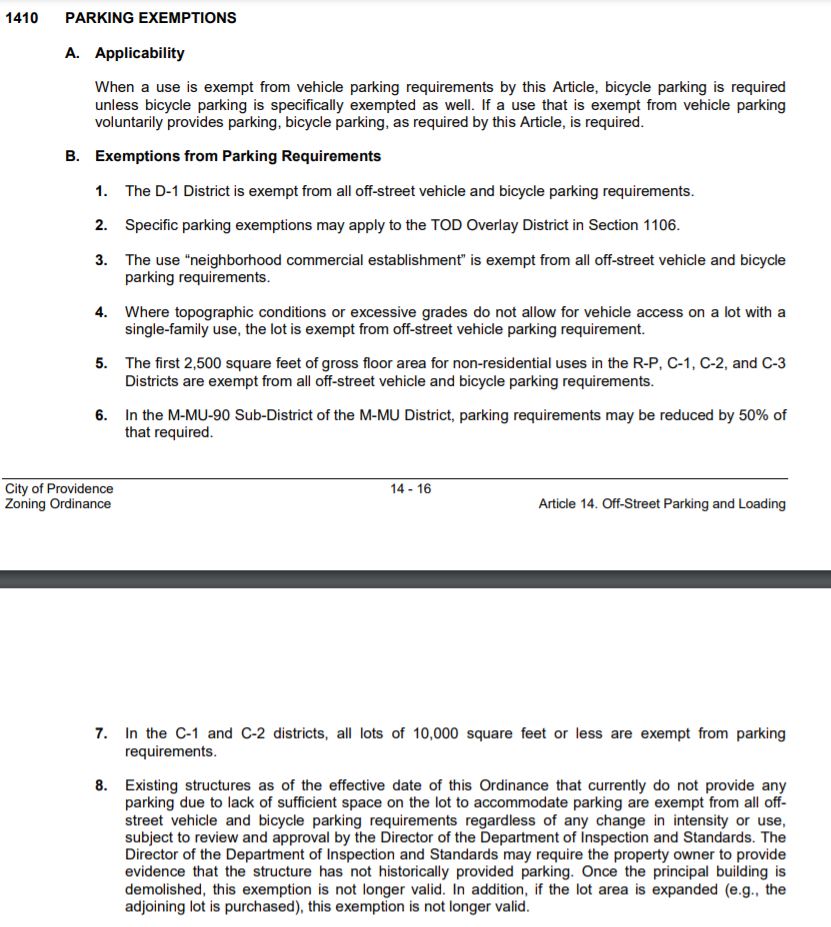 1410 PARKING EXEMPTIONS
A. Applicability
When a use is exempt from vehicle parking requirements by this Article, bicycle parking is required
unless bicycle parking is specifically exempted as well. If a use that is exempt from vehicle parking
voluntarily provides parking, bicycle parking, as required by this Article, is required.
B. Exemptions from Parking Requirements
1. The D-1 District is exempt from all off-street vehicle and bicycle parking requirements.
2. Specific parking exemptions may apply to the TOD Overlay District in Section 1106.
3. The use “neighborhood commercial establishment” is exempt from all off-street vehicle and bicycle
parking requirements.
4. Where topographic conditions or excessive grades do not allow for vehicle access on a lot with a
single-family use, the lot is exempt from off-street vehicle parking requirement.
5. The first 2,500 square feet of gross floor area for non-residential uses in the R-P, C-1, C-2, and C-3
Districts are exempt from all off-street vehicle and bicycle parking requirements.
6. In the M-MU-90 Sub-District of the M-MU District, parking requirements may be reduced by 50% of
that required.
City of Providence 14 - 16
Zoning Ordinance Article 14. Off-Street Parking and Loading
7. In the C-1 and C-2 districts, all lots of 10,000 square feet or less are exempt from parking
requirements.
8. Existing structures as of the effective date of this Ordinance that currently do not provide any
parking due to lack of sufficient space on the lot to accommodate parking are exempt from all off-
street vehicle and bicycle parking requirements regardless of any change in intensity or use,
subject to review and approval by the Director of the Department of Inspection and Standards. The
Director of the Department of Inspection and Standards may require the property owner to provide
evidence that the structure has not historically provided parking. Once the principal building is
demolished, this exemption is not longer valid. In addition, if the lot area is expanded (e.g., the
adjoining lot is purchased), this exemption is not longer valid.